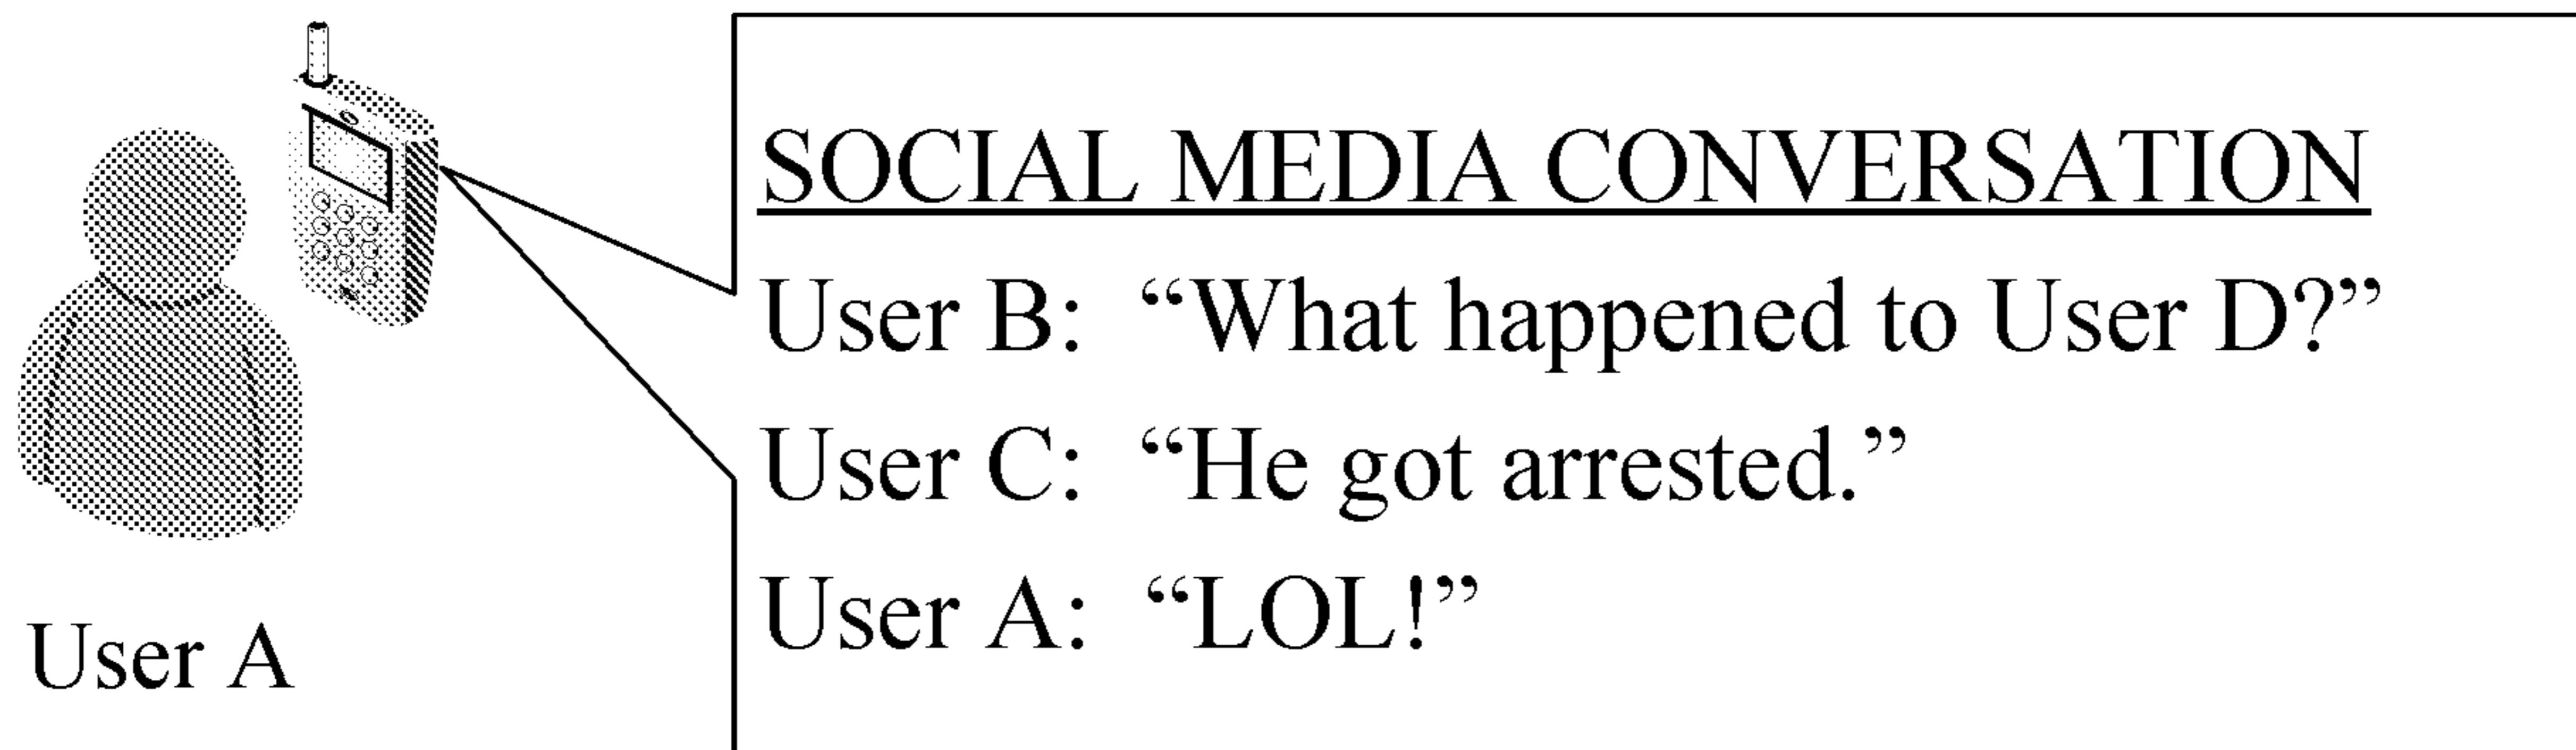 SOCIAL MEDIA CONVERSATION
User B: “What happened to User D?”
User C: “He got arrested.”
User A: “LOL!”
User A